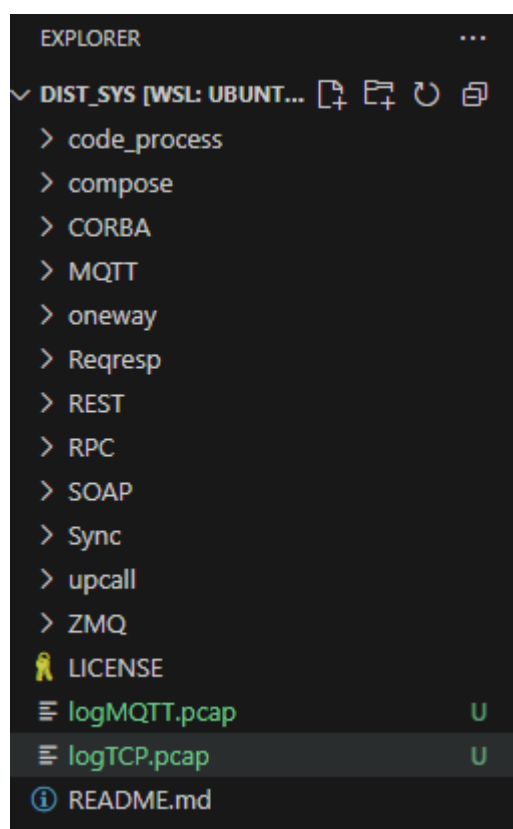 EXPLORER ...
DIST_SYS [WSL: UBUNT...
code_process
compose
CORBA
MQTT
oneway
Reqresp
REST
RPC
SOAP
Sync
upcall
ZMQ
LICENSE
logMQTT.pcap U
logTCP.pcap U
README.md